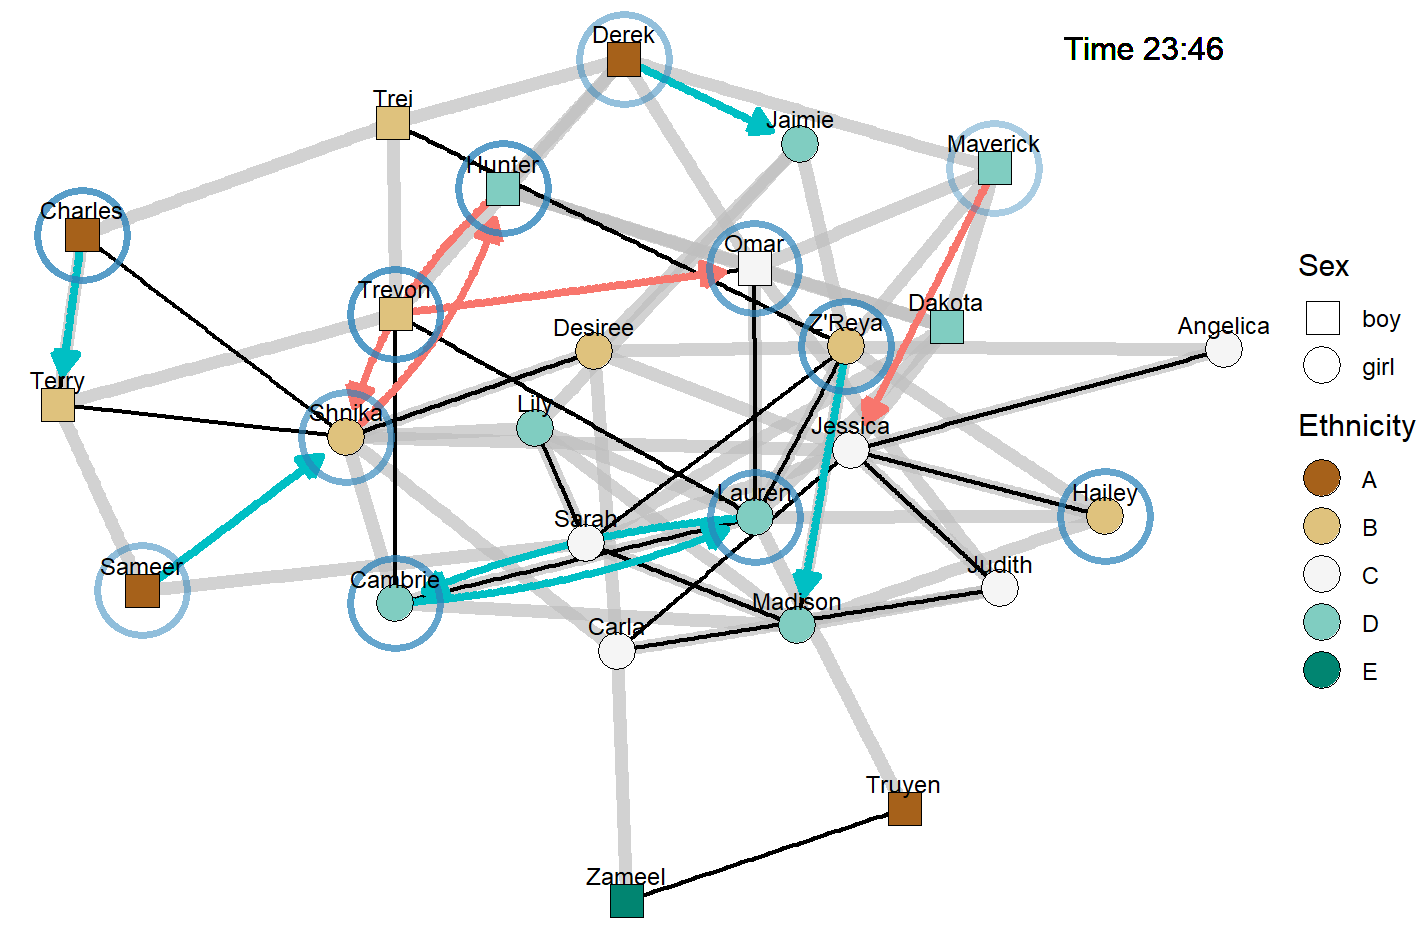 Derek
Time 23:46
Trei
Jaimie
Maverick
Hunter
Charles
Omar
Sex
Trevon
Dakota
boy
Z'Reya
Desiree
Angelica
girl
Terry
Lily
Shnika
Jessica
Ethnicity
A
Lauren
Hailey
B
Sarah
Sameer
Cambrie
Judith
C
Madison
Carla
D
E
Truyen
Zameel